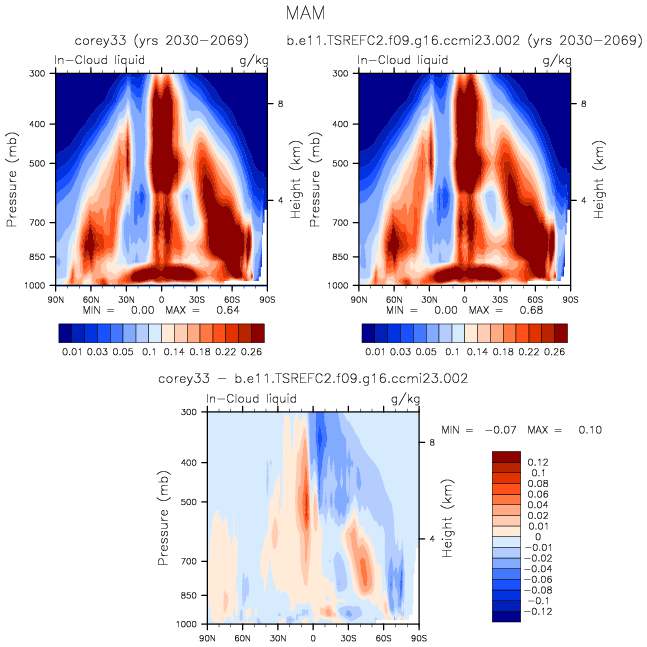 MAM
corey33 (yrs 2030-2069)
In-Cloud liquid g/kg
300
400
500
700
850
1000
Pressure (mb)
8
4
Height (km)
90N 60N 30N 0 30S 60S 90S
MIN = 0.00 MAX = 0.64
0.01 0.03 0.05 0.1 0.14 0.18 0.22 0.26
b.e11.TSREFC2.f09.g16.ccmi23.002 (yrs 2030-2069)
In-Cloud liquid g/kg
300
400
500
700
850
1000
Pressure (mb)
8
4
Height (km)
90N 60N 30N 0 30S 60S 90S
MIN = 0.00 MAX = 0.68
0.01 0.03 0.05 0.1 0.14 0.18 0.22 0.26
corey33 - b.e11.TSREFC2.f09.g16.ccmi23.002
In-Cloud liquid g/kg
300
400
500
700
850
1000
Pressure (mb)
8
4
Height (km)
90N 60N 30N 0 30S 60S 90S
MIN = -0.07 MAX = 0.10
0.12
0.1
0.08
0.06
0.04
0.02
0.01
0
-0.01
-0.02
-0.04
-0.06
-0.08
-0.1
-0.12